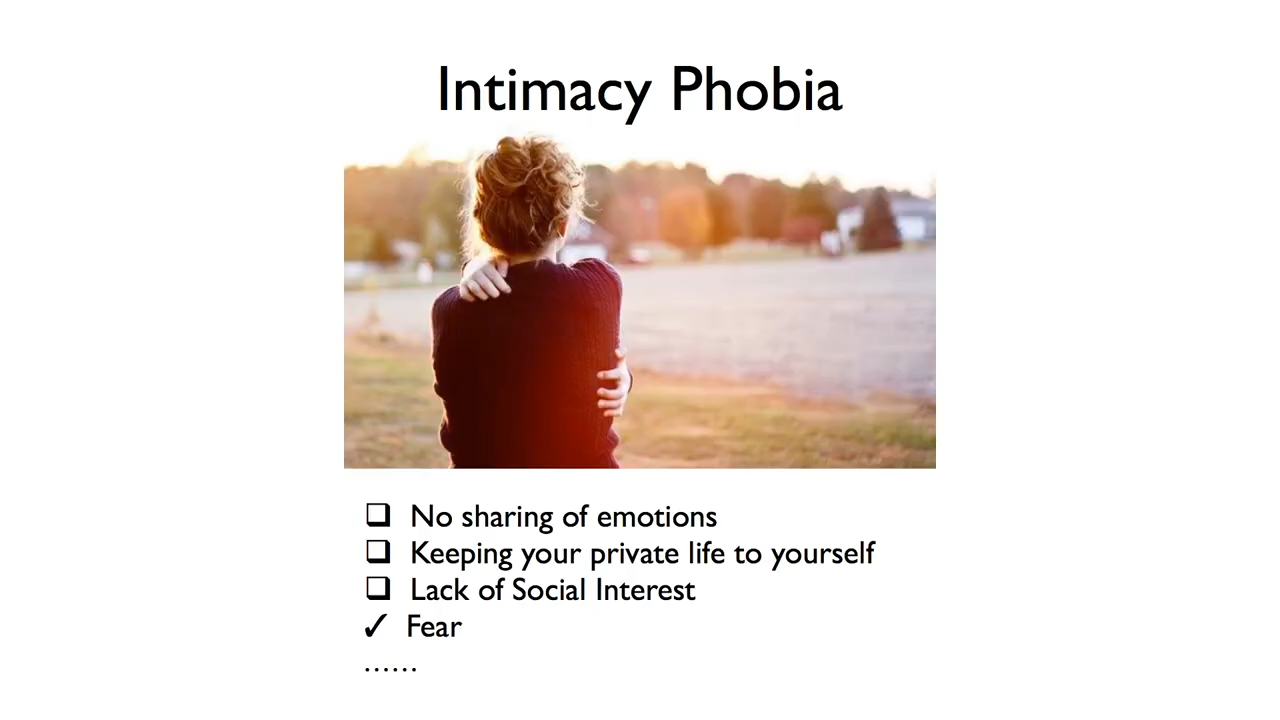 Intimacy Phobia
❑ No sharing of emotions
❑ Keeping your private life to yourself
❑ Lack of Social Interest
✓ Fear
......